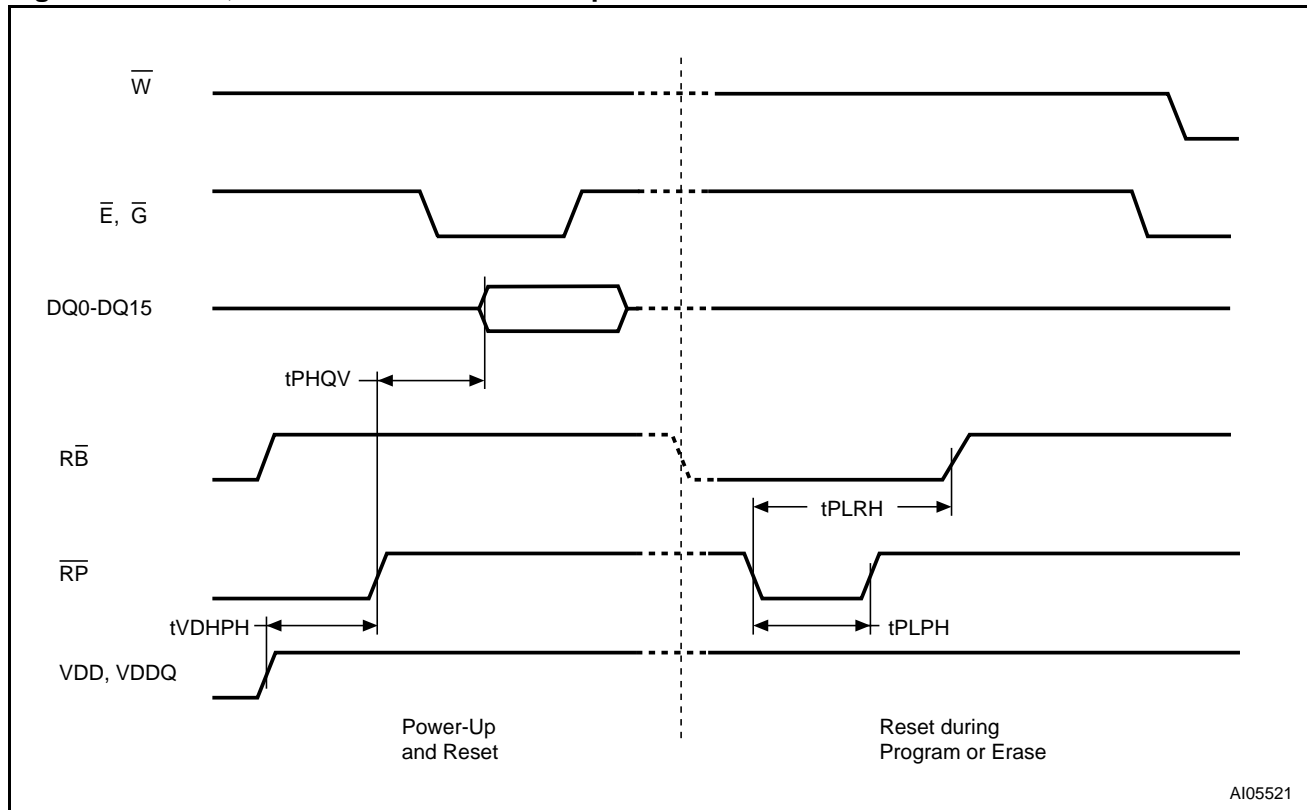 W̅
E̅, G̅
DQ0-DQ15
tPHQV
RB̅
tPLRH
R̅P̅
tVDHPH
tPLPH
VDD, VDDQ
Power-Up
and Reset
Reset during
Program or Erase
AI05521